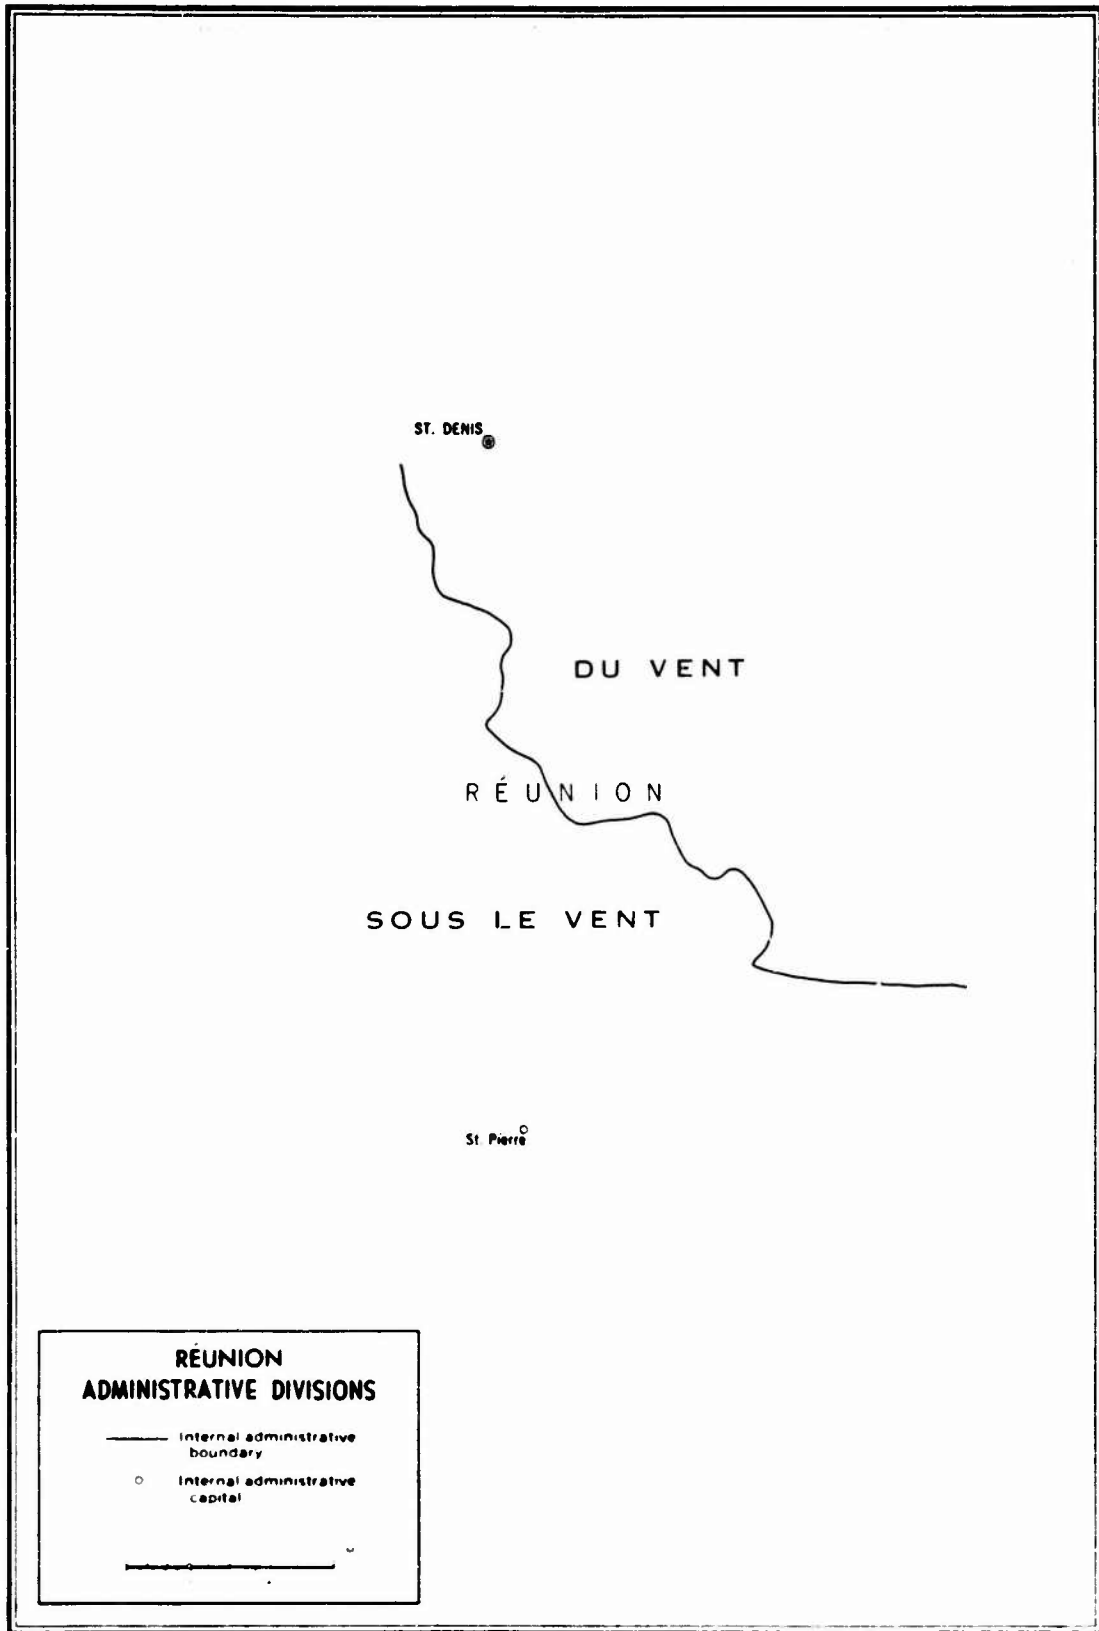 ST. DENIS
DU VENT
RÉUNION
SOUS LE VENT
St. Pierre
RÉUNION
ADMINISTRATIVE DIVISIONS
Internal administrative
boundary
Internal administrative
capital